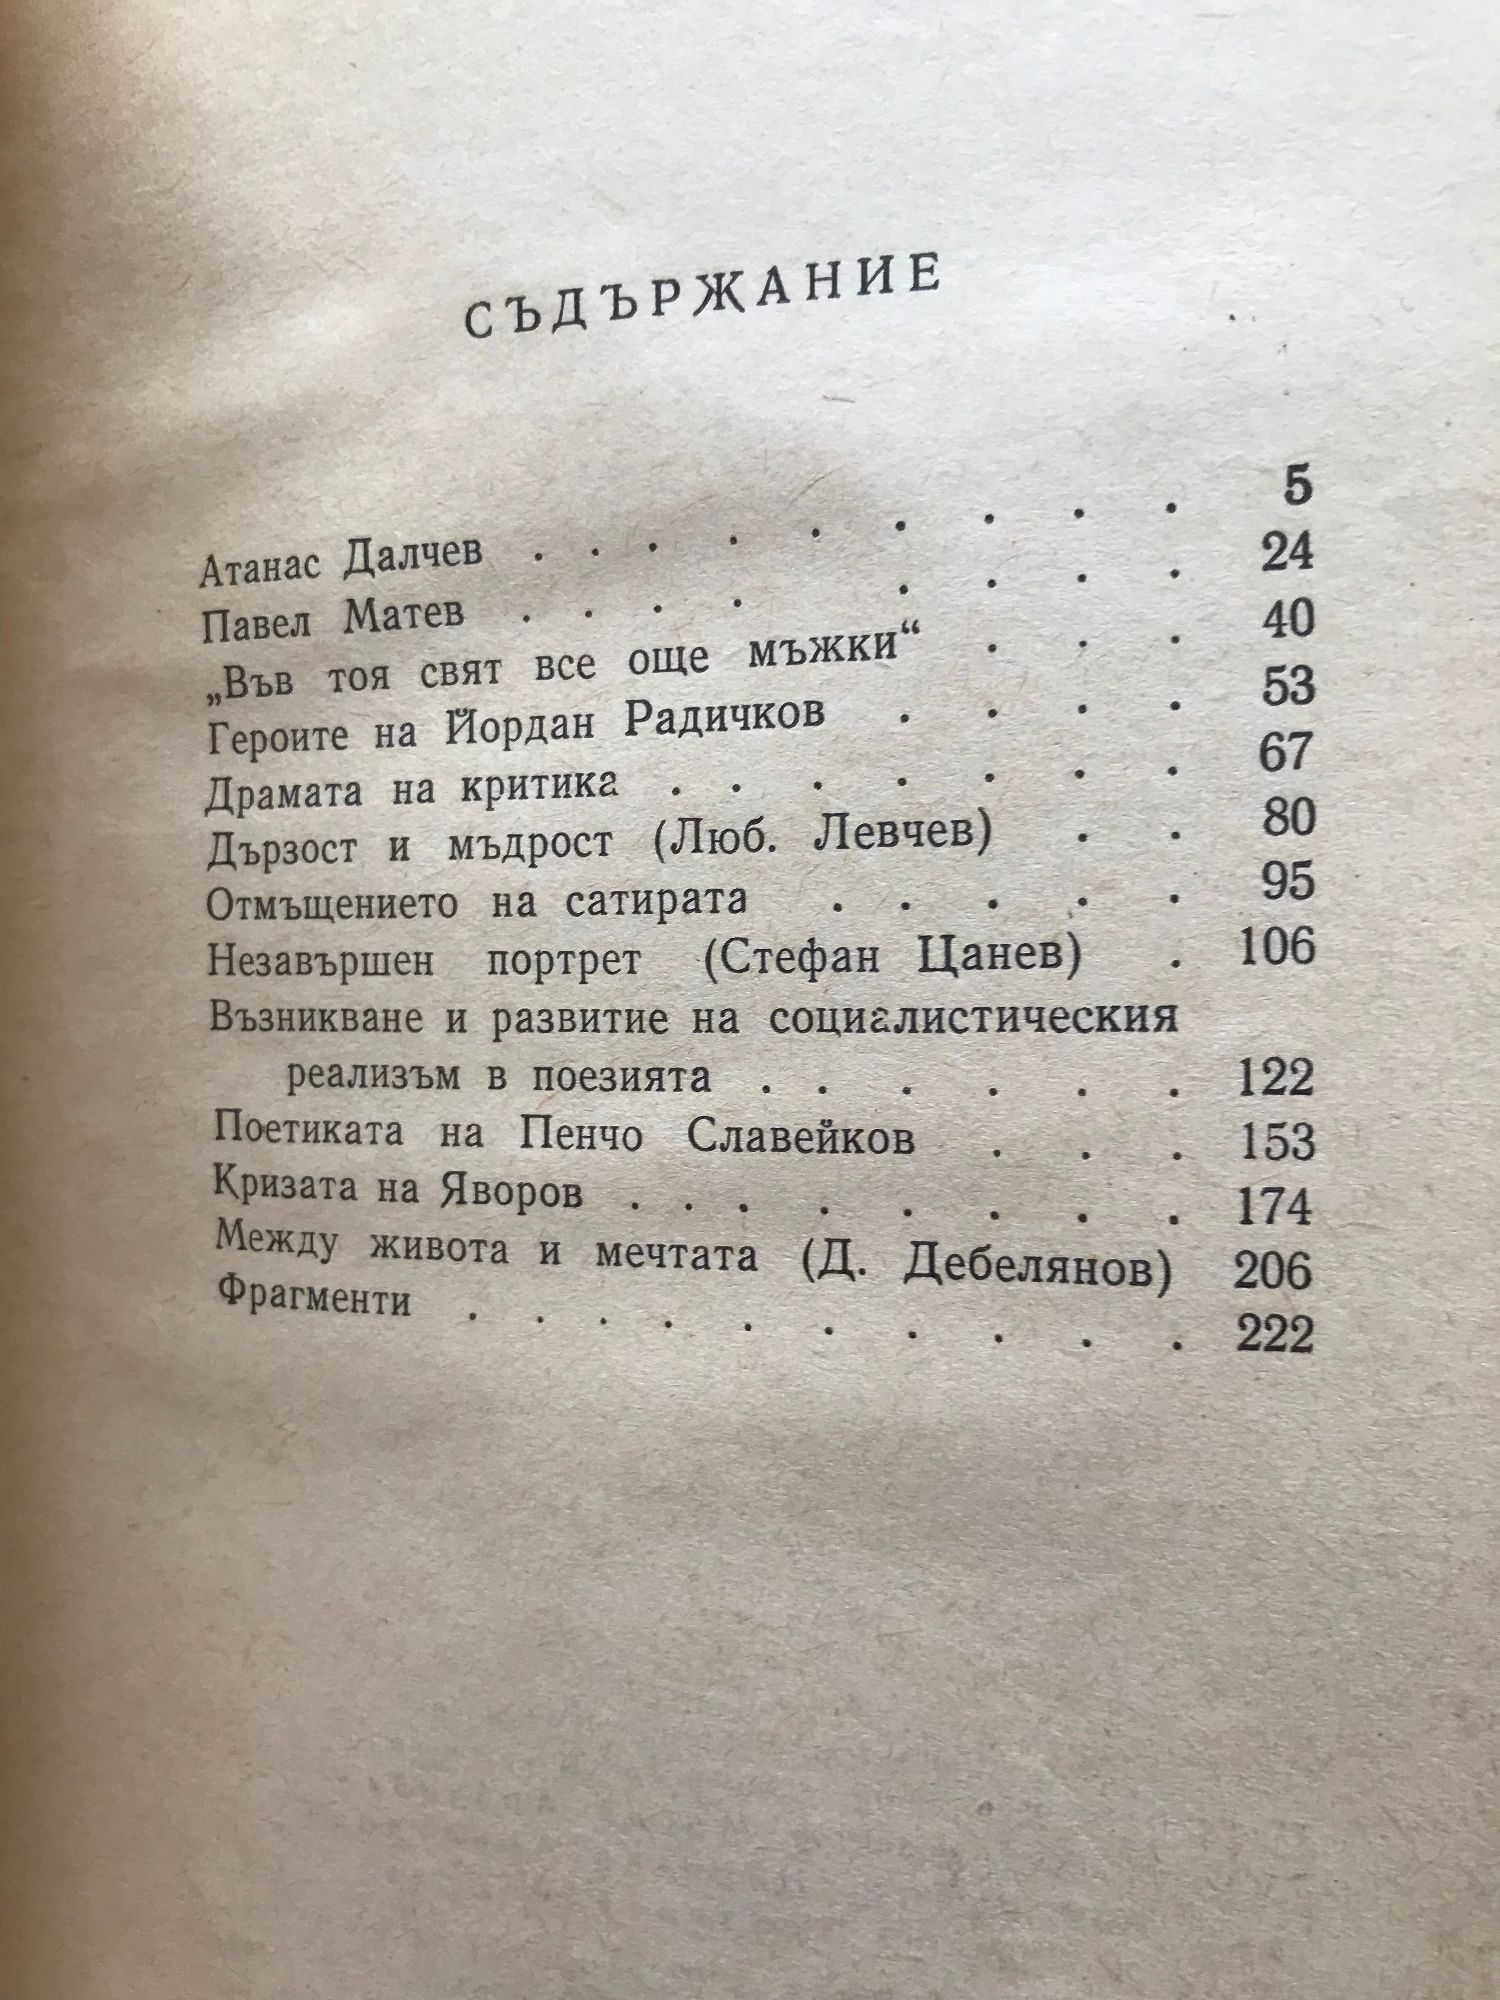 СЪДЪРЖАНИЕ
Атанас Далчев . . . . . . . . . 5
Павел Матев . . . . . . . . 24
„Във тоя свят все още мъжки“ . . . 40
Героите на Йордан Радичков . . . . 53
Драмата на критика . . . . . . . 67
Дързост и мъдрост (Люб. Левчев) . . 80
Отмъщението на сатирата . . . . . 95
Незавършен портрет (Стефан Цанев) . 106
Възникване и развитие на социалистическия
реализъм в поезията . . . . . . 122
Поетиката на Пенчо Славейков . . . 153
Кризата на Яворов . . . . . . . . 174
Между живота и мечтата (Д. Дебелянов) 206
Фрагменти . . . . . . . . . . 222